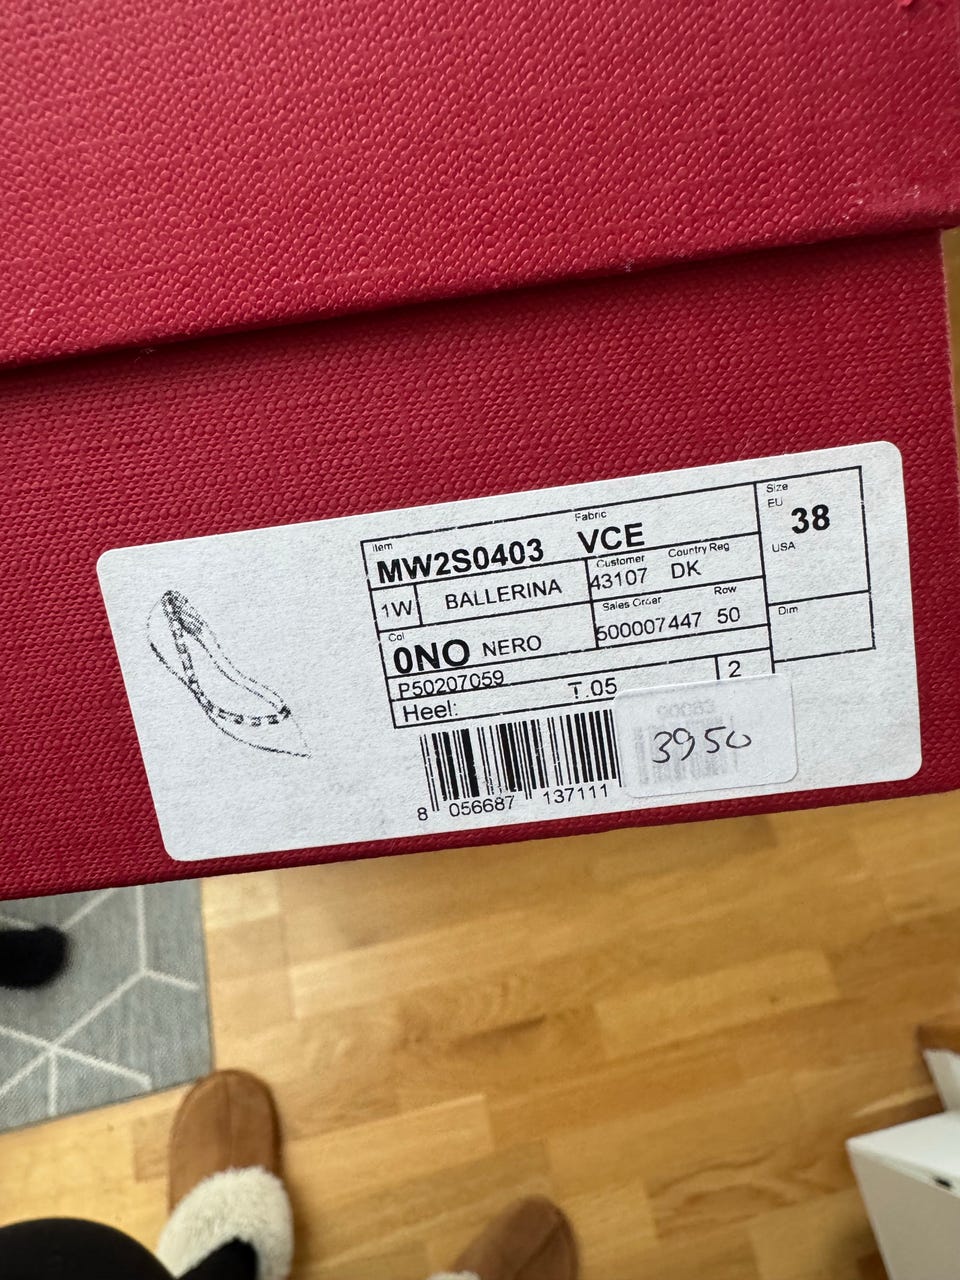 Item Fabric
MW2S0403 VCE
Size
EU
38
USA
Dim
1W BALLERINA
Customer Country Reg
43107 DK
Col
0NO NERO
Sales Order Row
500007447 50
P50207059 2
Heel: T.05
3950
8 056687 137111